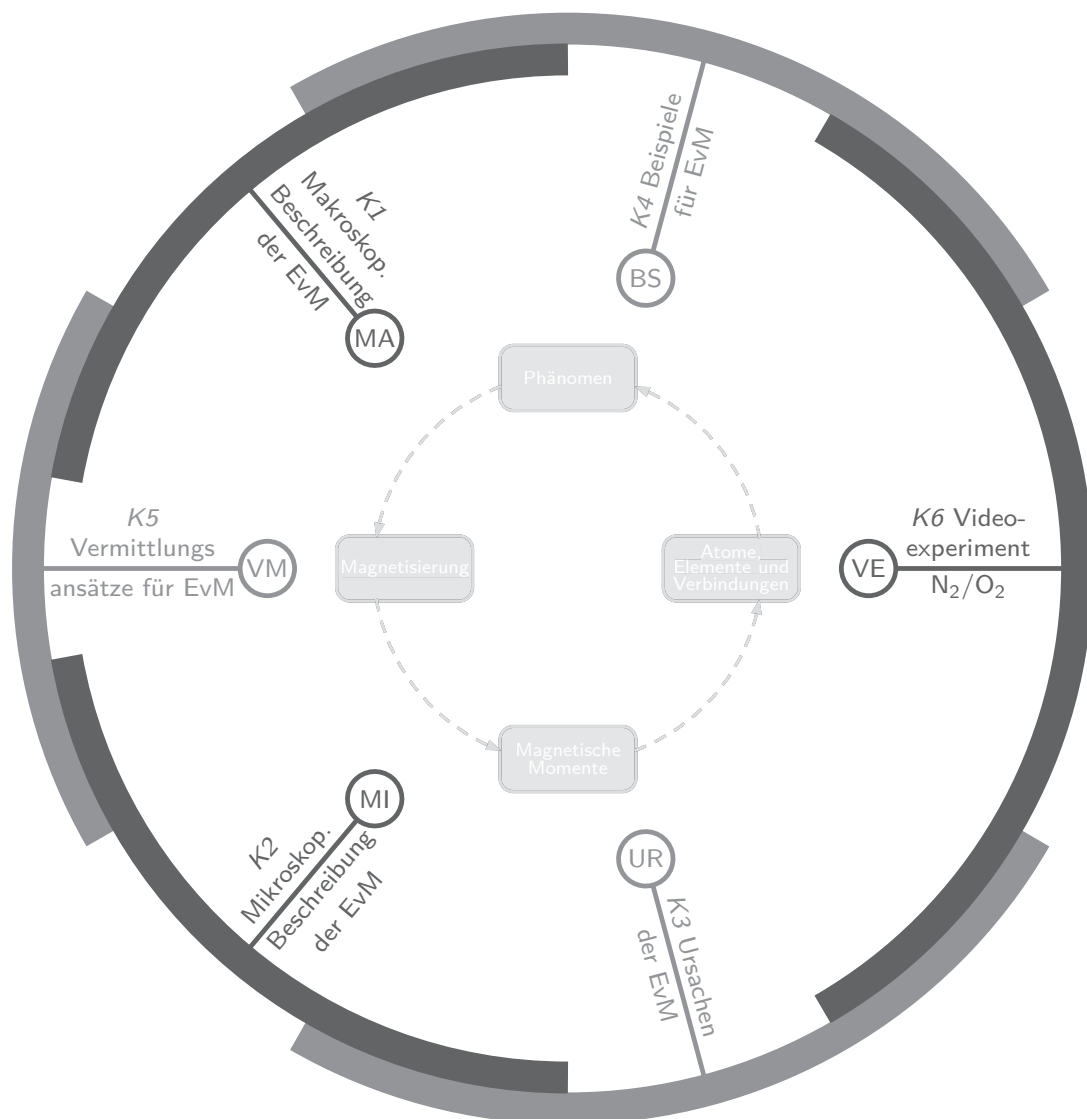 K4 Beispiele
für EvM
BS
K1
Makroskop.
Beschreibung
der EvM
MA
Phänomen
K5
Vermittlungs
ansätze für EvM
VM
Magnetisierung
Atome,
Elemente und
Verbindungen
VE
K6 Video-
experiment
N₂/O₂
Magnetische
Momente
MI
K2
Mikroskop.
Beschreibung
der EvM
UR
K3 Ursachen
der EvM